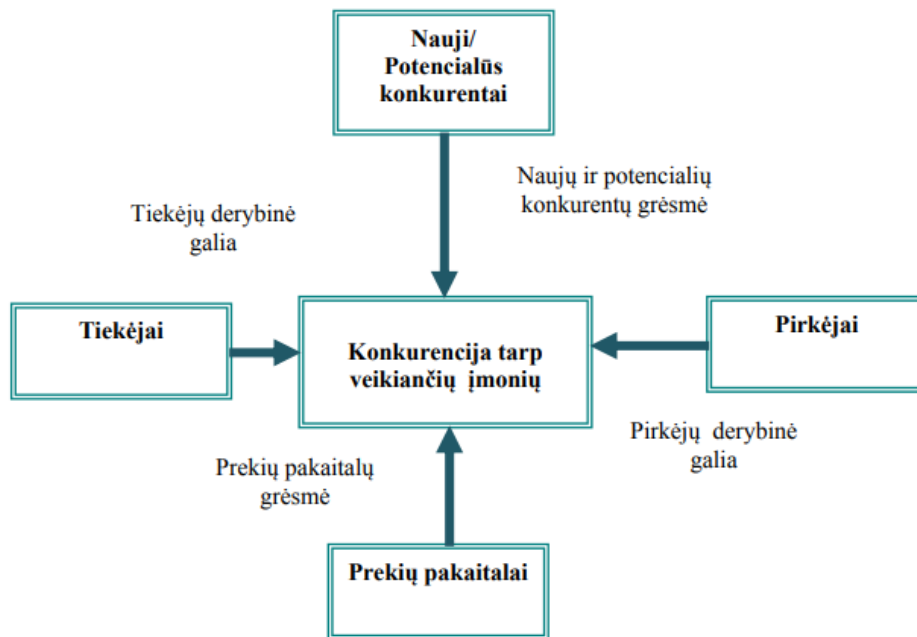 Nauji/
Potencialūs
konkurentai
Naujų ir potencialių
konkurentų grėsmė
Tiekėjų derybinė
galia
Tiekėjai
Konkurencija tarp
veikiančių įmonių
Pirkėjai
Pirkėjų derybinė
galia
Prekių pakaitalų
grėsmė
Prekių pakaitalai